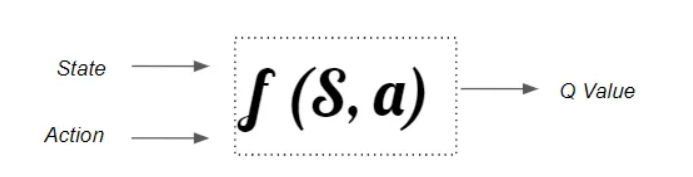 State
f (S, a)
Q Value
Action